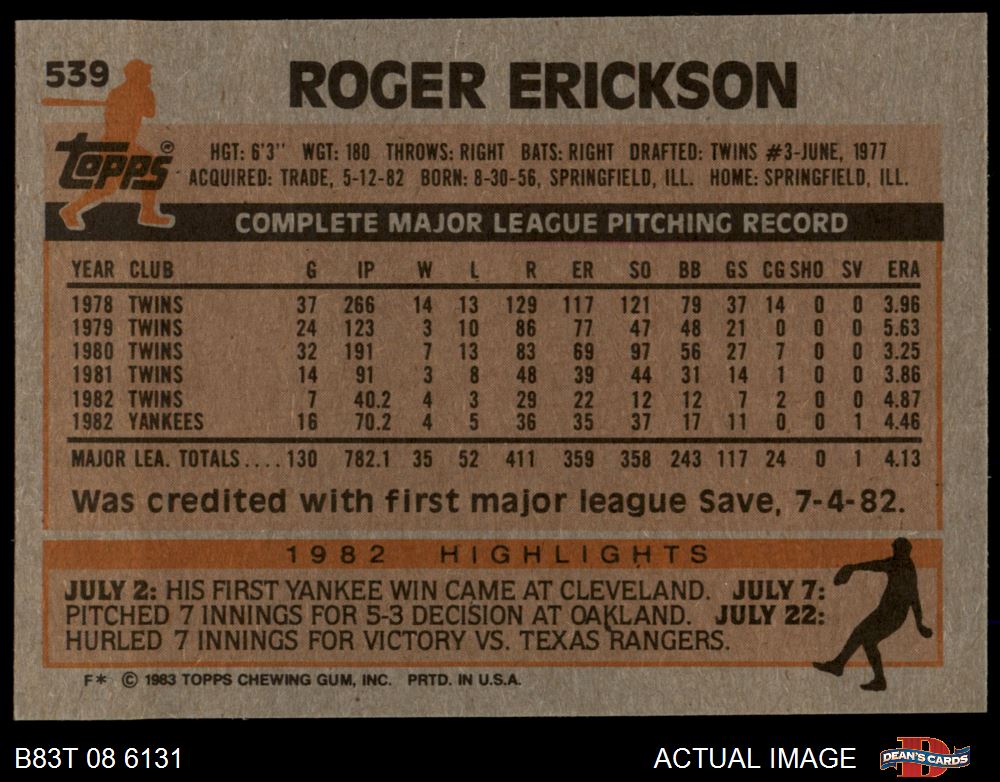 539
ROGER ERICKSON
Topps®
HGT: 6'3'' WGT: 180 THROWS: RIGHT BATS: RIGHT DRAFTED: TWINS #3-JUNE, 1977
ACQUIRED: TRADE, 5-12-82 BORN: 8-30-56, SPRINGFIELD, ILL. HOME: SPRINGFIELD, ILL.
COMPLETE MAJOR LEAGUE PITCHING RECORD
YEAR CLUB G IP W L R ER SO BB GS CG SHO SV ERA
1978 TWINS 37 266 14 13 129 117 121 79 37 14 0 0 3.96
1979 TWINS 24 123 3 10 86 77 47 48 21 0 0 0 5.63
1980 TWINS 32 191 7 13 83 69 97 56 27 7 0 0 3.25
1981 TWINS 14 91 3 8 48 39 44 31 14 1 0 0 3.86
1982 TWINS 7 40.2 4 3 29 22 12 12 7 2 0 0 4.87
1982 YANKEES 16 70.2 4 5 36 35 37 17 11 0 0 1 4.46
MAJOR LEA. TOTALS.... 130 782.1 35 52 411 359 358 243 117 24 0 1 4.13
Was credited with first major league Save, 7-4-82.
1982 HIGHLIGHTS
JULY 2: HIS FIRST YANKEE WIN CAME AT CLEVELAND. JULY 7:
PITCHED 7 INNINGS FOR 5-3 DECISION AT OAKLAND. JULY 22:
HURLED 7 INNINGS FOR VICTORY VS. TEXAS RANGERS.
F* © 1983 TOPPS CHEWING GUM, INC. PRTD. IN U.S.A.
B83T 08 6131 ACTUAL IMAGE DEAN'S CARDS